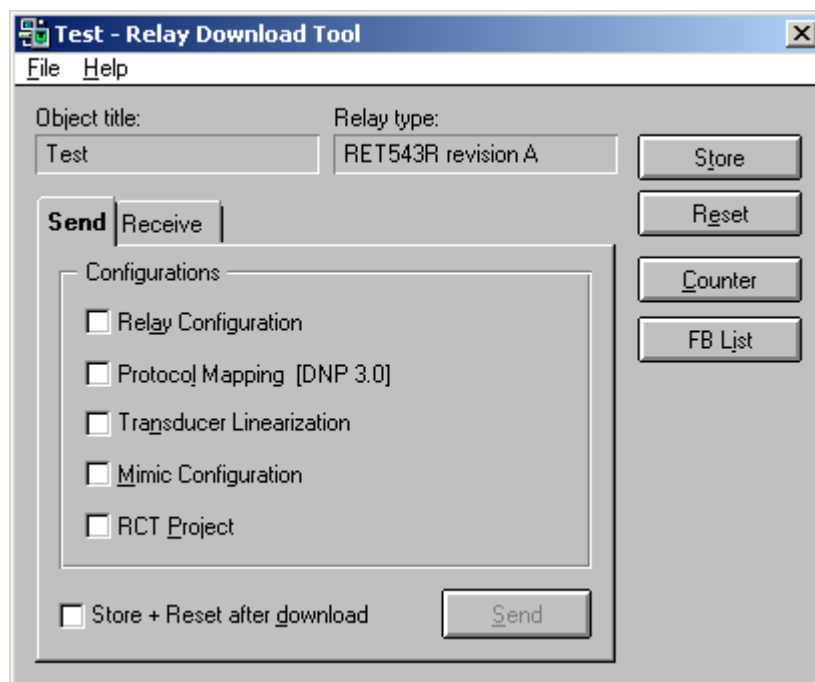 Test - Relay Download Tool
File Help
Object title: Relay type:
Test RET543R revision A
Store
Send Receive
Reset
Configurations
Counter
Relay Configuration
FB List
Protocol Mapping [DNP 3.0]
Transducer Linearization
Mimic Configuration
RCT Project
Store + Reset after download Send